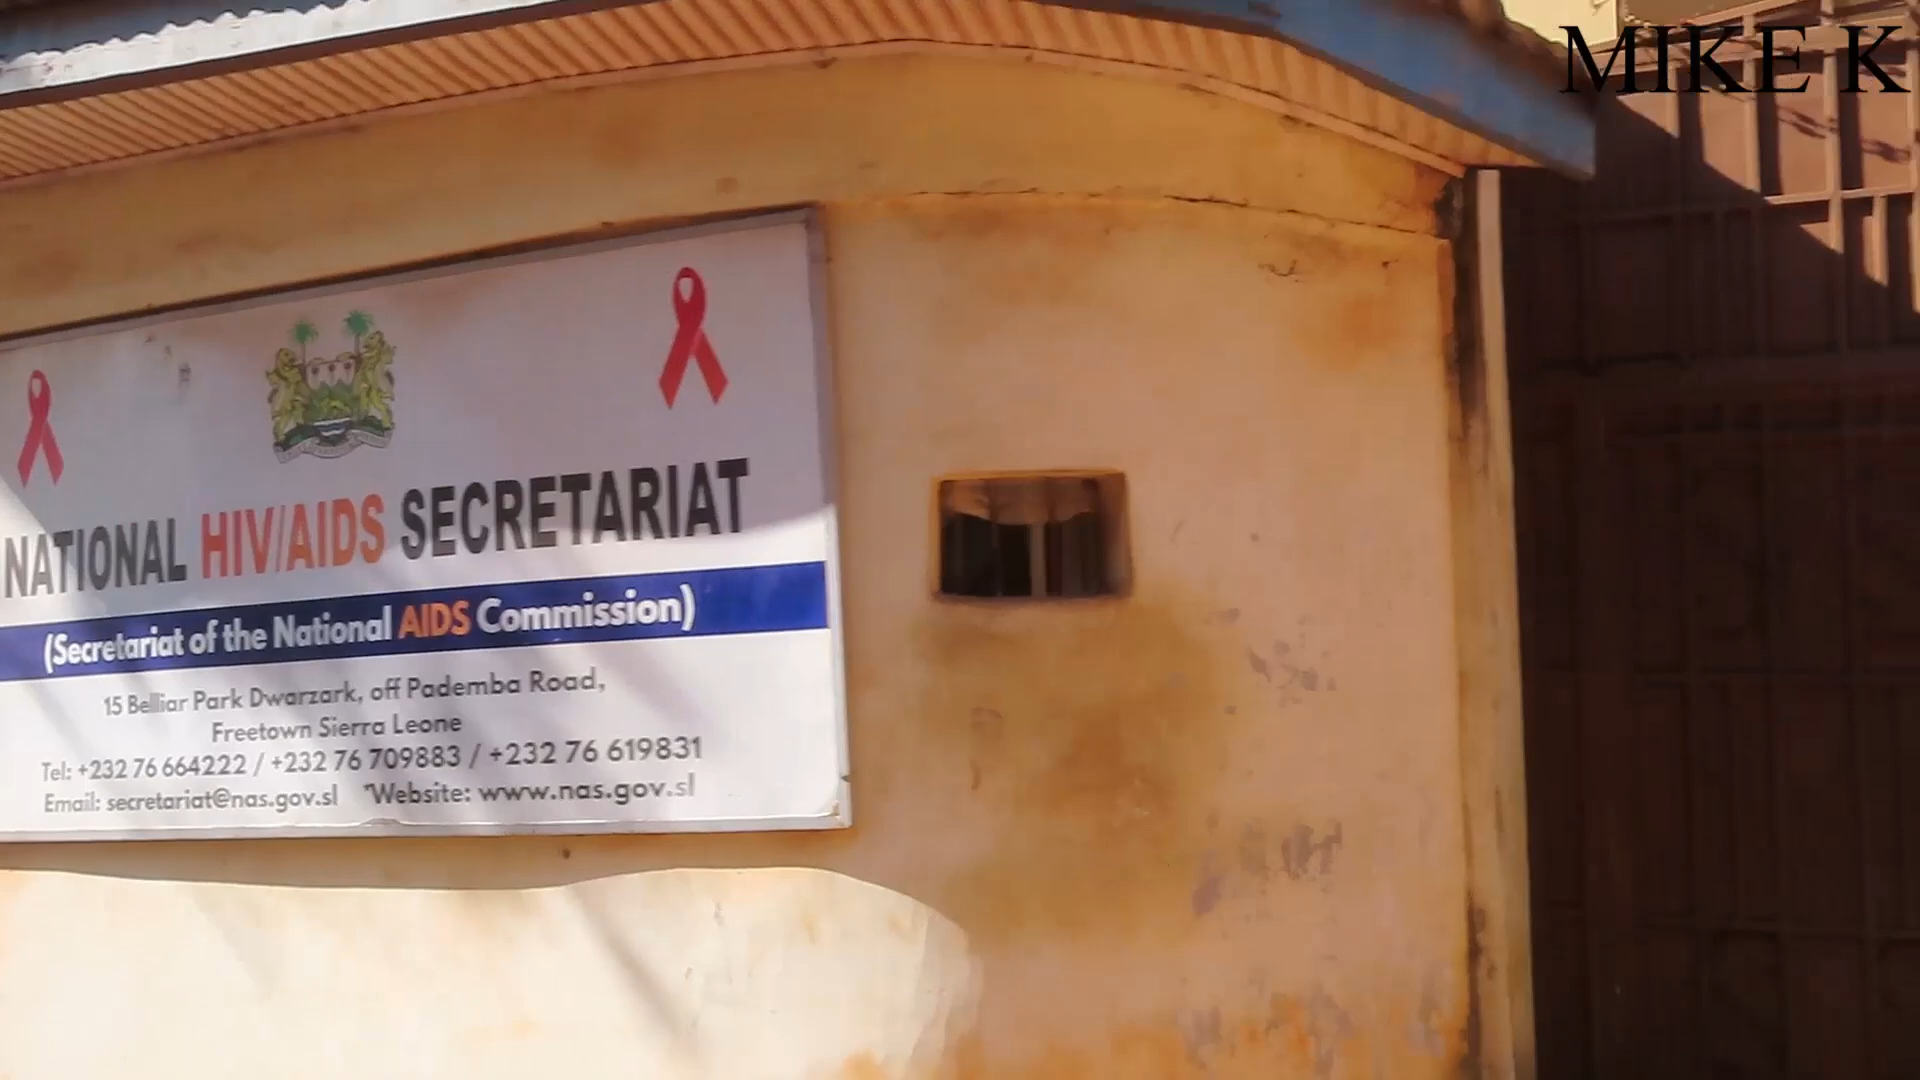 MIKE K
NATIONAL HIV/AIDS SECRETARIAT
(Secretariat of the National AIDS Commission)
15 Belliar Park Dwarzark, off Pademba Road,
Freetown Sierra Leone
Tel: +232 76 664222 / +232 76 709883 / +232 76 619831
Email: secretariat@nas.gov.sl "Website: www.nas.gov.sl